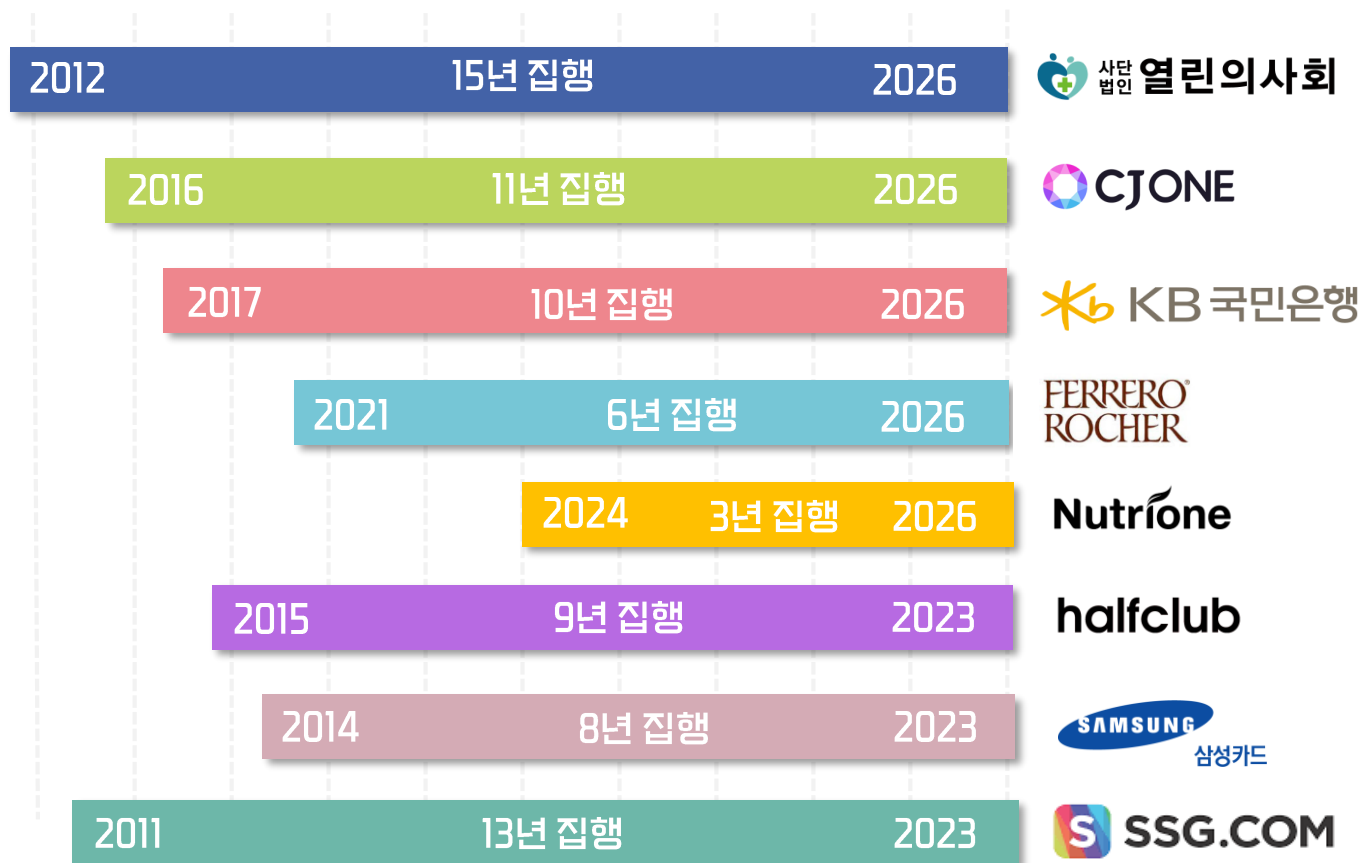 2012 15년 집행 2026 사단법인 열린의사회
2016 11년 집행 2026 CJ ONE
2017 10년 집행 2026 KB 국민은행
2021 6년 집행 2026 FERRERO ROCHER
2024 3년 집행 2026 Nutrione
2015 9년 집행 2023 halfclub
2014 8년 집행 2023 SAMSUNG 삼성카드
2011 13년 집행 2023 S SSG.COM